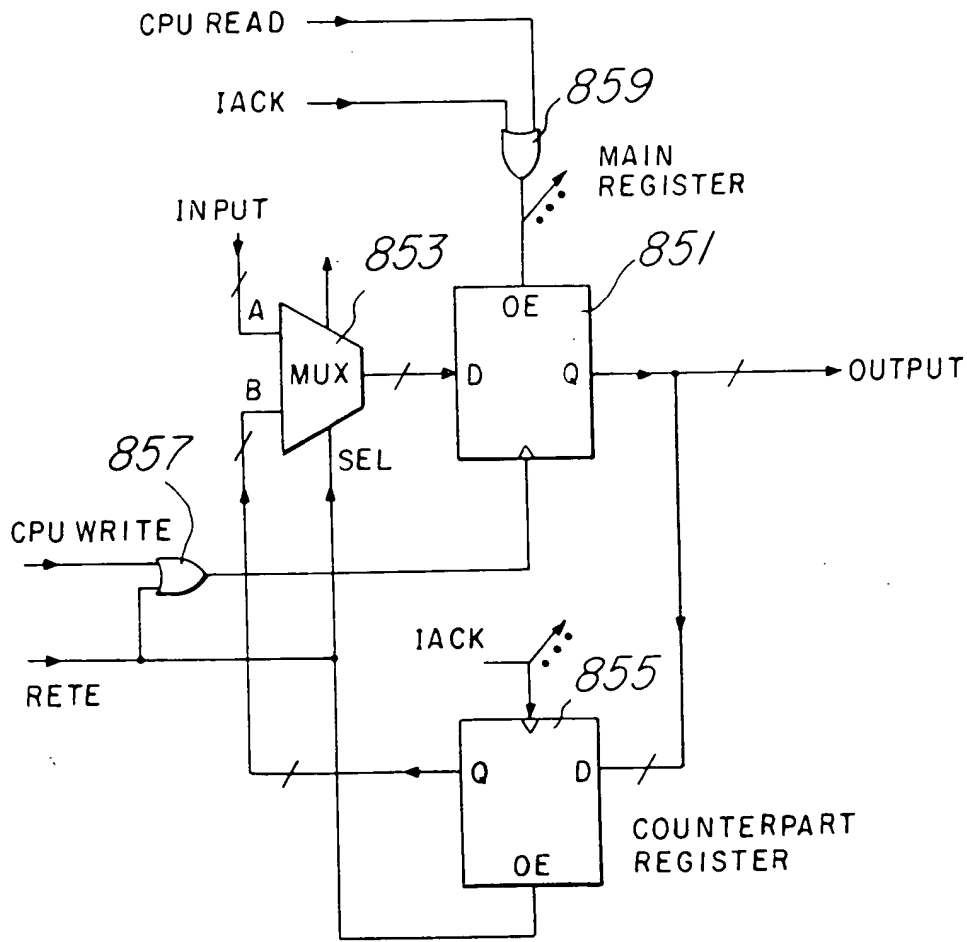 CPU READ
IACK
859
MAIN
REGISTER
INPUT
853
851
A
OE
MUX
D
Q
OUTPUT
B
SEL
857
CPU WRITE
IACK
855
RETE
Q
D
COUNTERPART
REGISTER
OE